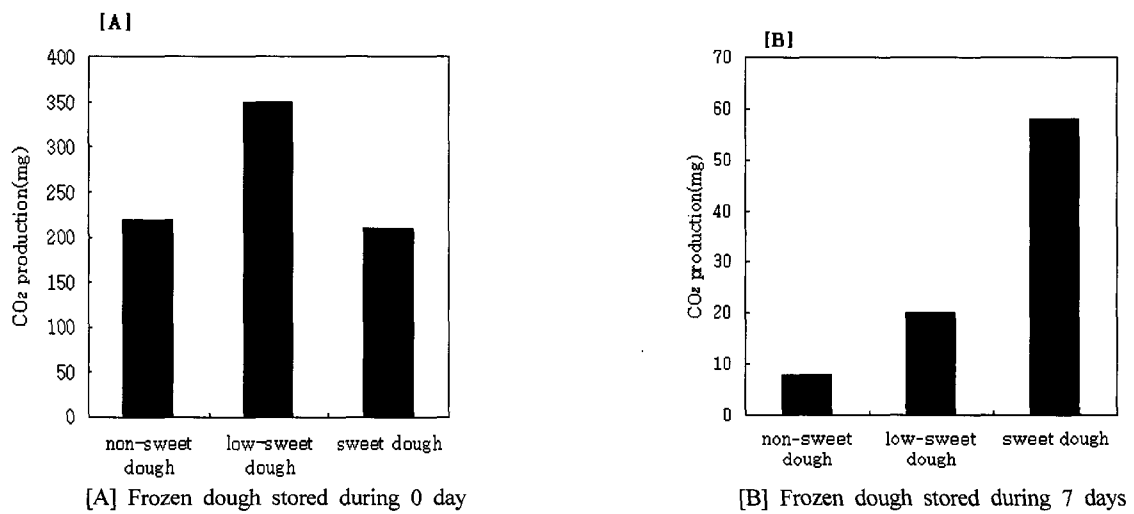 [A]
400
350
300
250
200
150
100
50
0
CO₂ production(mg)
non-sweet dough
low-sweet dough
sweet dough
[A] Frozen dough stored during 0 day
[B]
70
60
50
40
30
20
10
0
CO₂ production(mg)
non-sweet dough
low-sweet dough
sweet dough
[B] Frozen dough stored during 7 days